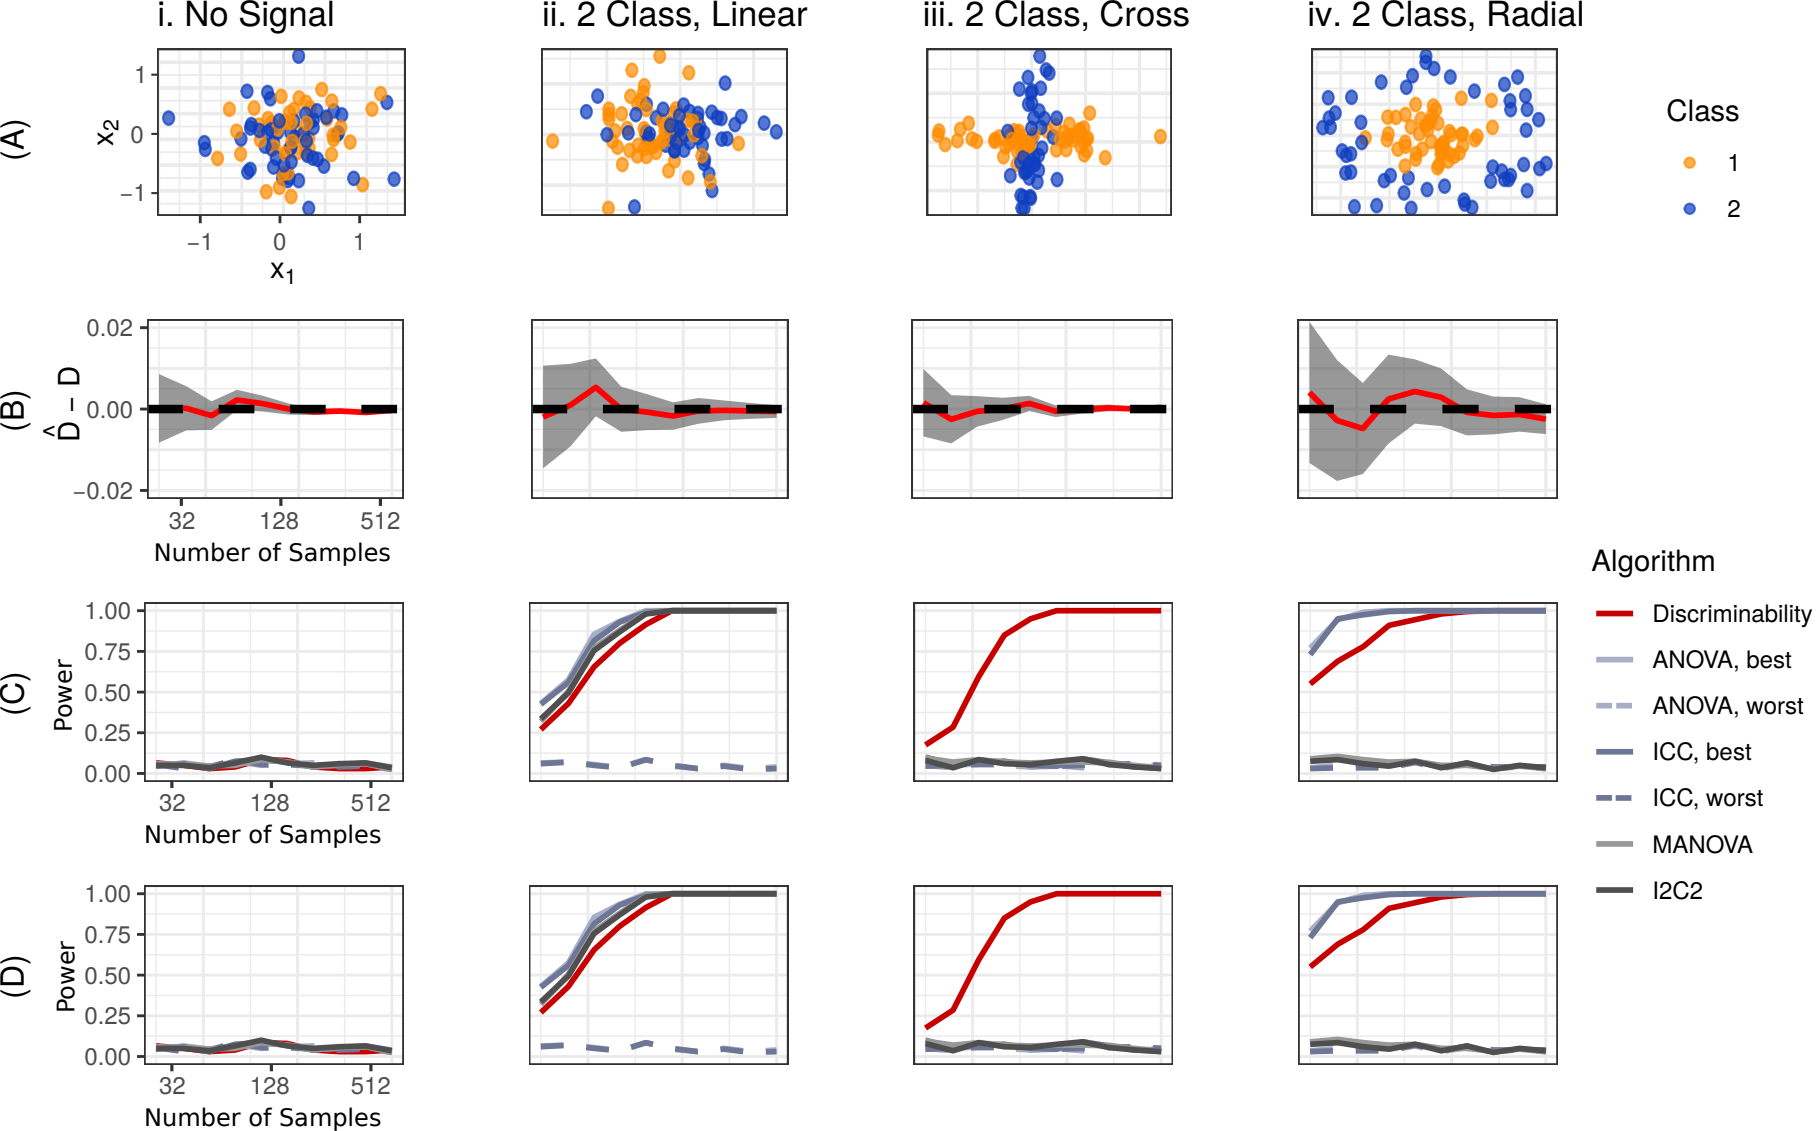 i. No Signal
ii. 2 Class, Linear
iii. 2 Class, Cross
iv. 2 Class, Radial
(A)
x2
1
0
−1
−1 0 1
x1
Class
1
2
(B)
D̂ − D
0.02
0.00
−0.02
32 128 512
Number of Samples
(C)
Power
1.00
0.75
0.50
0.25
0.00
32 128 512
Number of Samples
Algorithm
Discriminability
ANOVA, best
ANOVA, worst
ICC, best
ICC, worst
MANOVA
I2C2
(D)
Power
1.00
0.75
0.50
0.25
0.00
32 128 512
Number of Samples